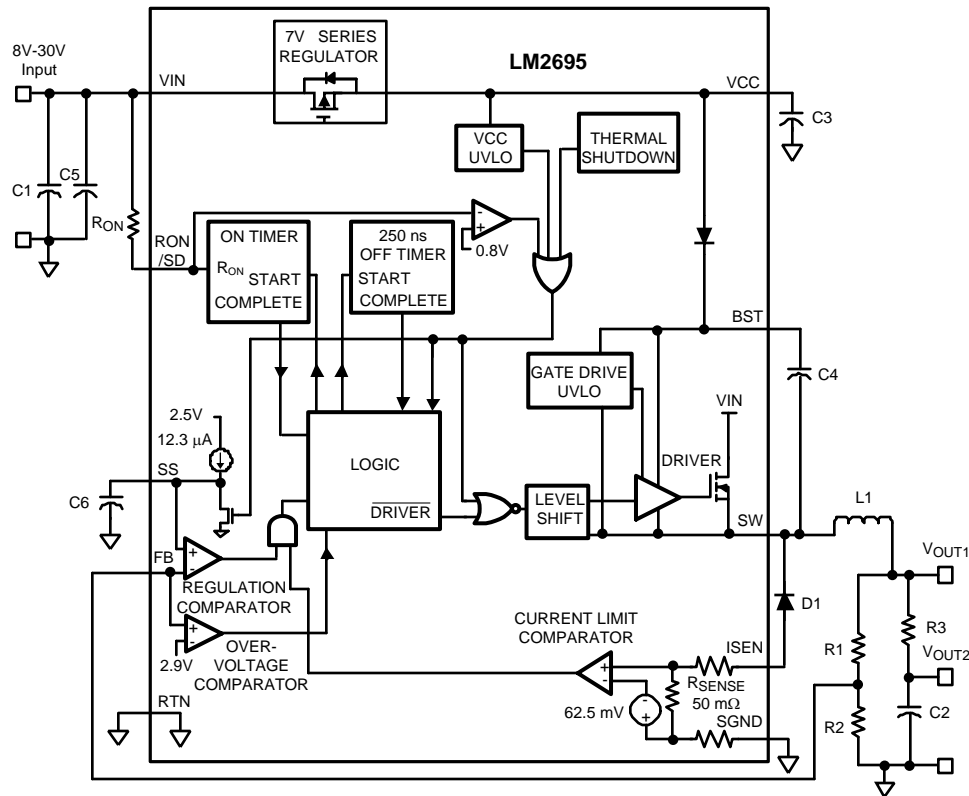 7V SERIES
REGULATOR
LM2695
8V-30V
Input
VIN
VCC
C3
VCC
UVLO
THERMAL
SHUTDOWN
C1
C5
RON
RON
/SD
ON TIMER
RON
START
COMPLETE
250 ns
OFF TIMER
START
COMPLETE
-
+
0.8V
BST
GATE DRIVE
UVLO
C4
VIN
2.5V
12.3 µA
SS
C6
LOGIC
DRIVER
DRIVER
LEVEL
SHIFT
SW
L1
FB
+
-
REGULATION
COMPARATOR
VOUT1
D1
R3
CURRENT LIMIT
COMPARATOR
+
-
2.9V
OVER-
VOLTAGE
COMPARATOR
ISEN
R1
VOUT2
+
-
RSENSE
50 mΩ
62.5 mV
-
+
SGND
RTN
R2
C2